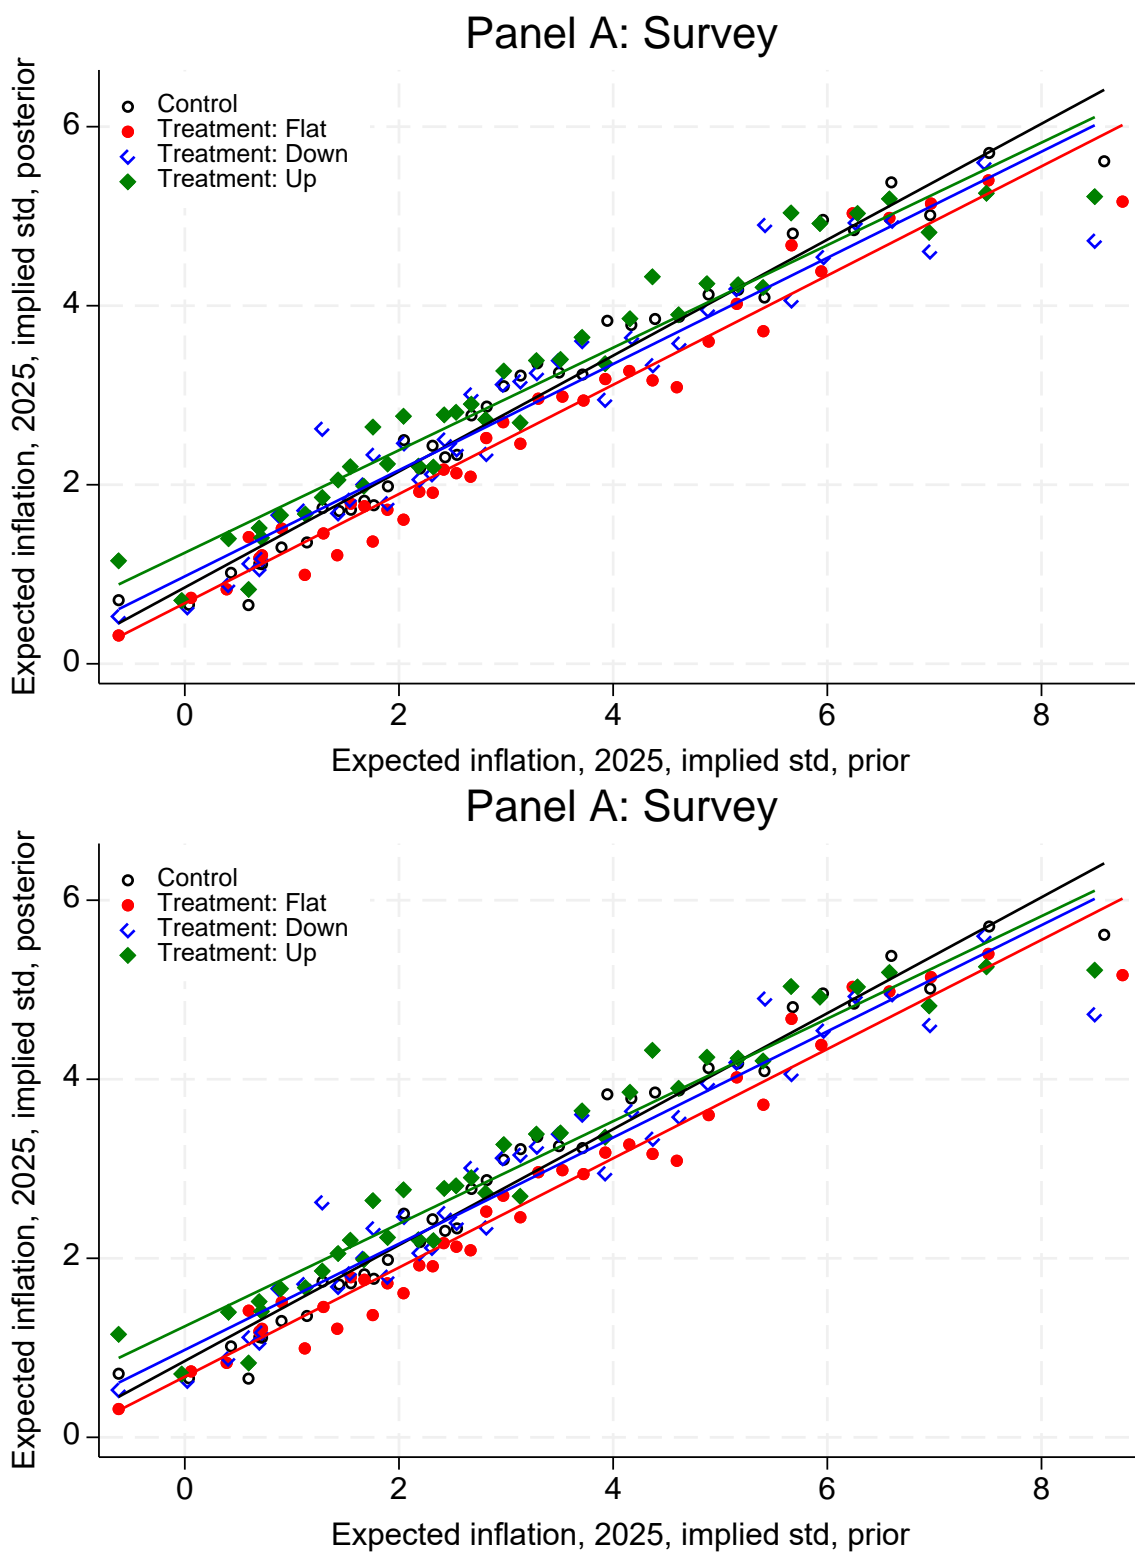 Panel A: Survey
Expected inflation, 2025, implied std, posterior
Control
Treatment: Flat
Treatment: Down
Treatment: Up
6
4
2
0
0 2 4 6 8
Expected inflation, 2025, implied std, prior
Panel A: Survey
Expected inflation, 2025, implied std, posterior
Control
Treatment: Flat
Treatment: Down
Treatment: Up
6
4
2
0
0 2 4 6 8
Expected inflation, 2025, implied std, prior